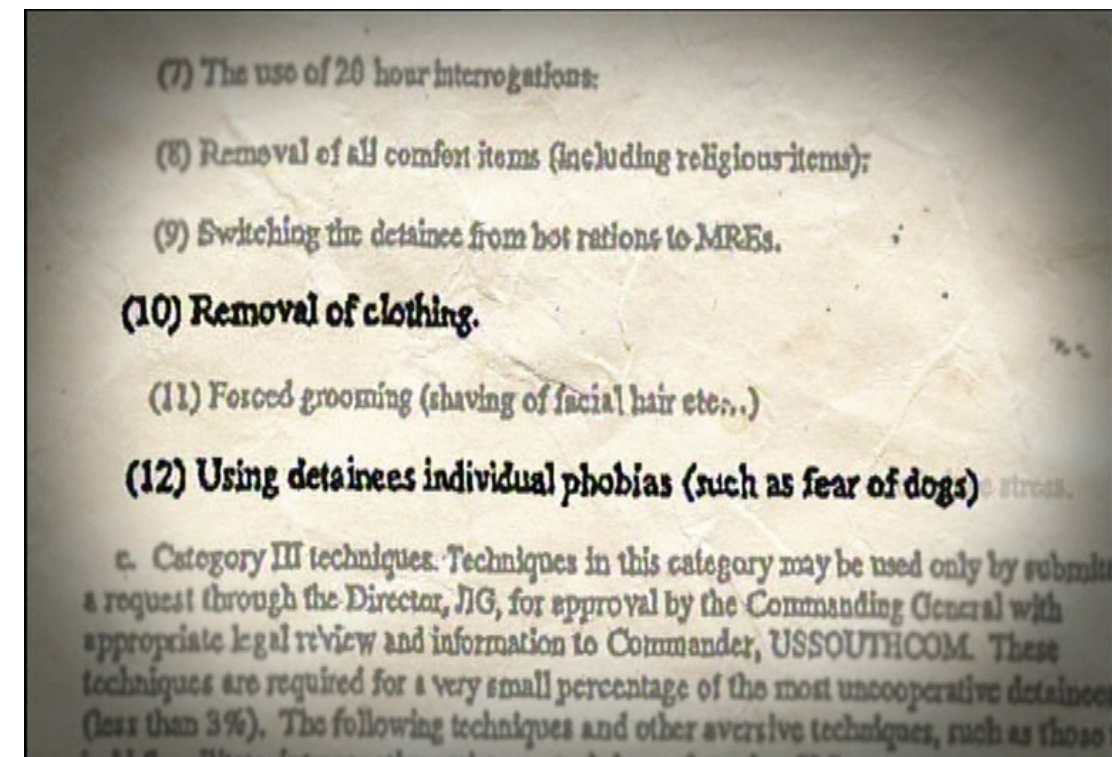 (7) The use of 20 hour interrogations.
(8) Removal of all comfort items (including religious items).
(9) Switching the detainee from hot rations to MREs.
(10) Removal of clothing.
(11) Forced grooming (shaving of facial hair etc...)
(12) Using detainees individual phobias (such as fear of dogs) stress.
c. Category III techniques. Techniques in this category may be used only by
a request through the Director, JIG, for approval by the Commanding General with
appropriate legal review and information to Commander, USSOUTHCOM. These
techniques are required for a very small percentage of the most uncooperative
(less than 3%). The following techniques and other aversive techniques, such as those